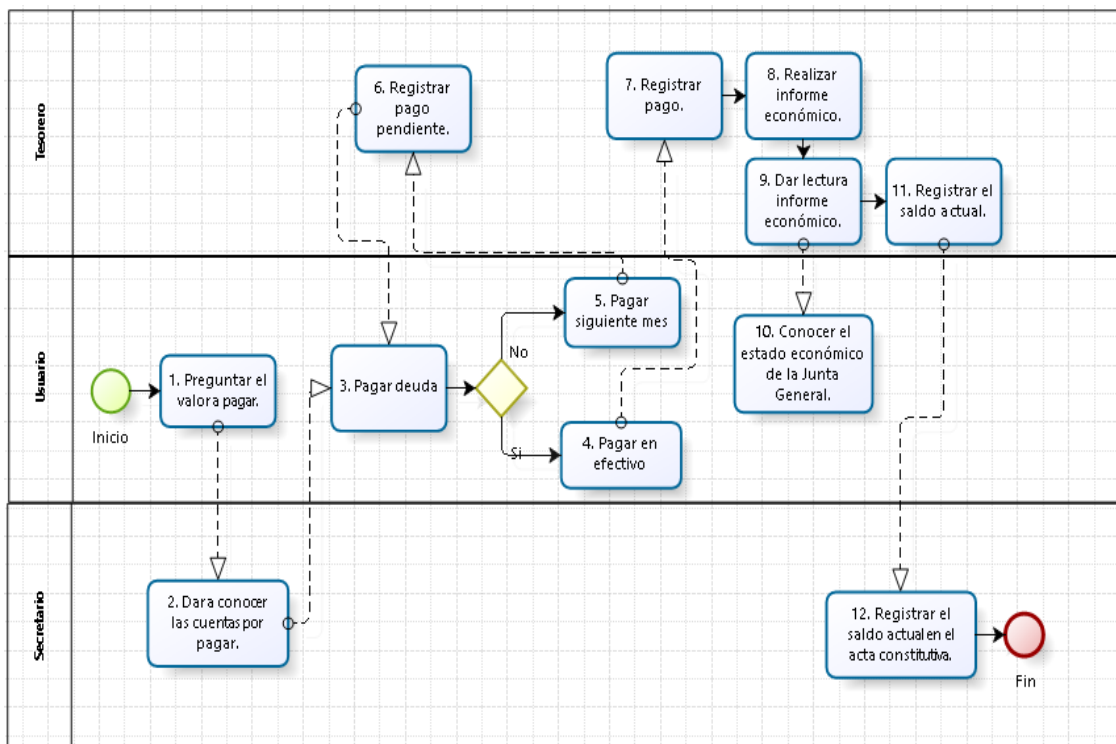 Tesorero
6. Registrar
pago
pendiente.
7. Registrar
pago.
8. Realizar
informe
económico.
9. Dar lectura
informe
económico.
11. Registrar el
saldo actual.
Usuario
Inicio
1. Preguntar el
valor a pagar.
3. Pagar deuda
No
Si
5. Pagar
siguiente mes
4. Pagar en
efectivo
10. Conocer el
estado económico
de la Junta
General.
Secretario
2. Dara conocer
las cuentas por
pagar.
12. Registrar el
saldo actual en el
acta constitutiva.
Fin